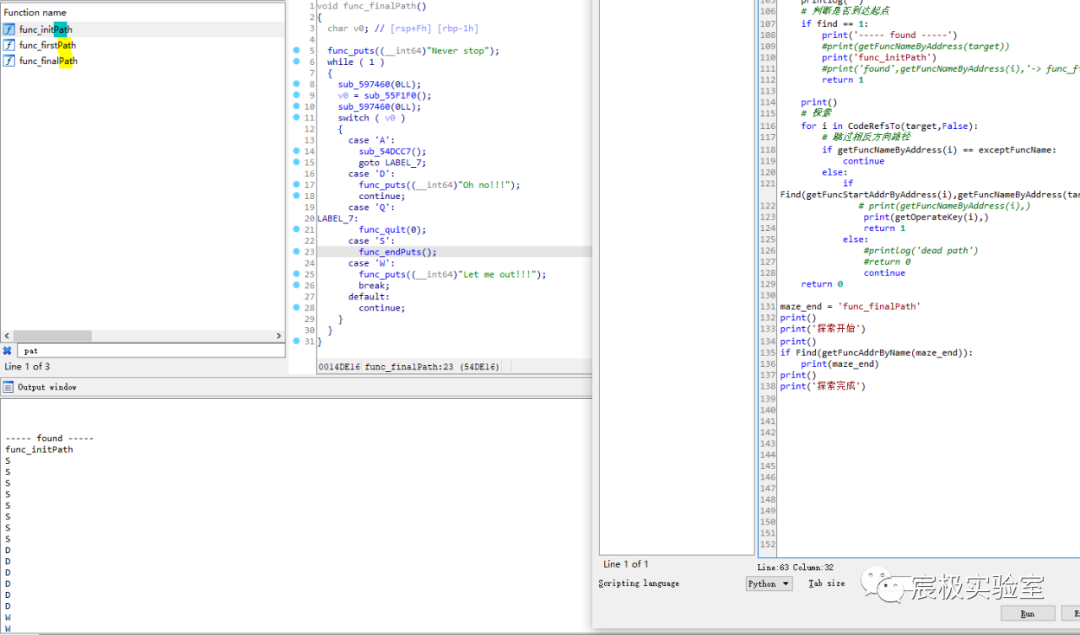 Function name
func_initPath
func_firstPath
func_finalPath
pat
Line 1 of 3
1 void func_finalPath()
2 {
3 char v0; // [rsp+Fh] [rbp-1h]
4
5 func_puts((__int64)"Never stop");
6 while ( 1 )
7 {
8 sub_597460(0LL);
9 v0 = sub_55F1F0();
10 sub_597460(0LL);
11 switch ( v0 )
12 {
13 case 'A':
14 sub_54DCC7();
15 goto LABEL_7;
16 case 'D':
17 func_puts((__int64)"Oh no!!!");
18 continue;
19 case 'Q':
20 LABEL_7:
21 func_quit(0);
22 case 'S':
23 func_endPuts();
24 case 'W':
25 func_puts((__int64)"Let me out!!!");
26 break;
27 default:
28 continue;
29 }
30 }
31 }
0014DE16 func_finalPath:23 (54DE16)
Output window
----- found -----
func_initPath
S
S
S
S
S
S
S
S
D
D
D
D
D
D
W
W
106 # 判断是否到达起点
107 if find == 1:
108 print('----- found -----')
109 #print(getFuncNameByAddress(target))
110 print('func_initPath')
111 #print('found',getFuncNameByAddress(i),'-> func_f
112 return 1
113
114 print()
115 # 探索
116 for i in CodeRefsTo(target,False):
117 # 跳过相反方向路径
118 if getFuncNameByAddress(i) == exceptFuncName:
119 continue
120 else:
121 if
Find(getFuncStartAddrByAddress(i),getFuncNameByAddress(ta
122 # print(getFuncNameByAddress(i),)
123 print(getOperateKey(i),)
124 return 1
125 else:
126 #printlog('dead path')
127 #return 0
128 continue
129 return 0
130
131 maze_end = 'func_finalPath'
132 print()
133 print('探索开始')
134 print()
135 if Find(getFuncAddrByName(maze_end)):
136 print(maze_end)
137 print()
138 print('探索完成')
139
140
141
142
143
144
145
146
147
148
149
150
151
152
Line 1 of 1
Line:63 Column:32
Scripting language
Python
Tab size
宸极实验室
Run